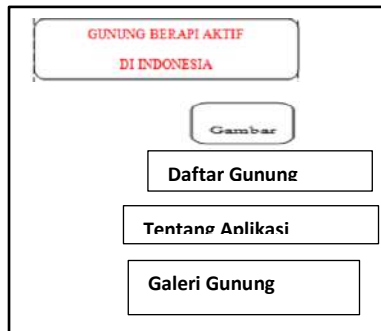 GUNUNG BERAPI AKTIF
DI INDONESIA
Gambar
Daftar Gunung
Tentang Aplikasi
Galeri Gunung